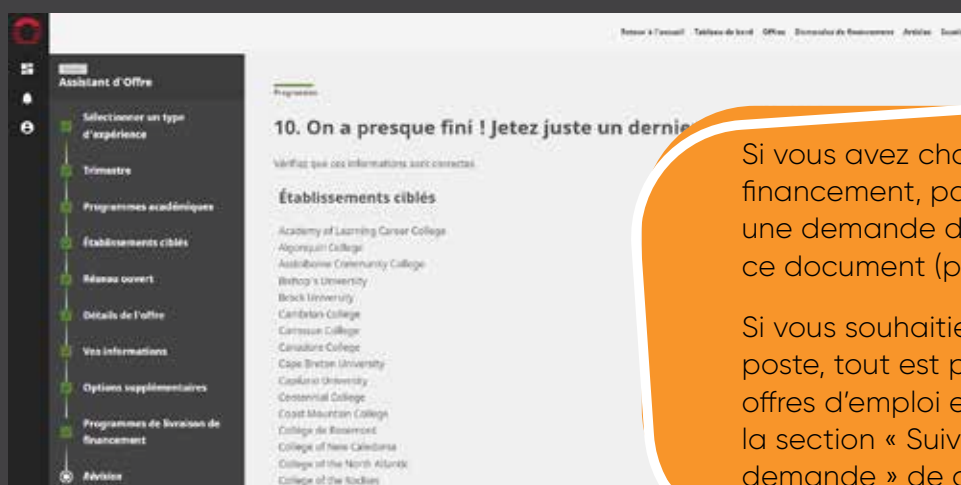 Retour à l'accueil Tableau de bord Offres Demandes de financement Articles
Assistant d'Offre
Sélectionner un type
d'expérience
Trimestre
Programmes académiques
Établissements ciblés
Réseau ouvert
Détails de l'offre
Vos informations
Options supplémentaires
Programmes de livraison de
financement
Révision
Programmes
10. On a presque fini ! Jetez juste un dernie
Vérifiez que ces informations sont correctes
Établissements ciblés
Academy of Learning Career College
Algonquin College
Assiniboine Community College
Bishop's University
Brock University
Cambrian College
Camosun College
Canadore College
Cape Breton University
Capilano University
Centennial College
Coast Mountain College
College de Rosemont
College of New Caledonia
College of the North Atlantic
College of the Rockies
Si vous avez cho
financement, po
une demande d
ce document (p
Si vous souhaitie
poste, tout est p
offres d'emploi e
la section « Suiv
demande » de c